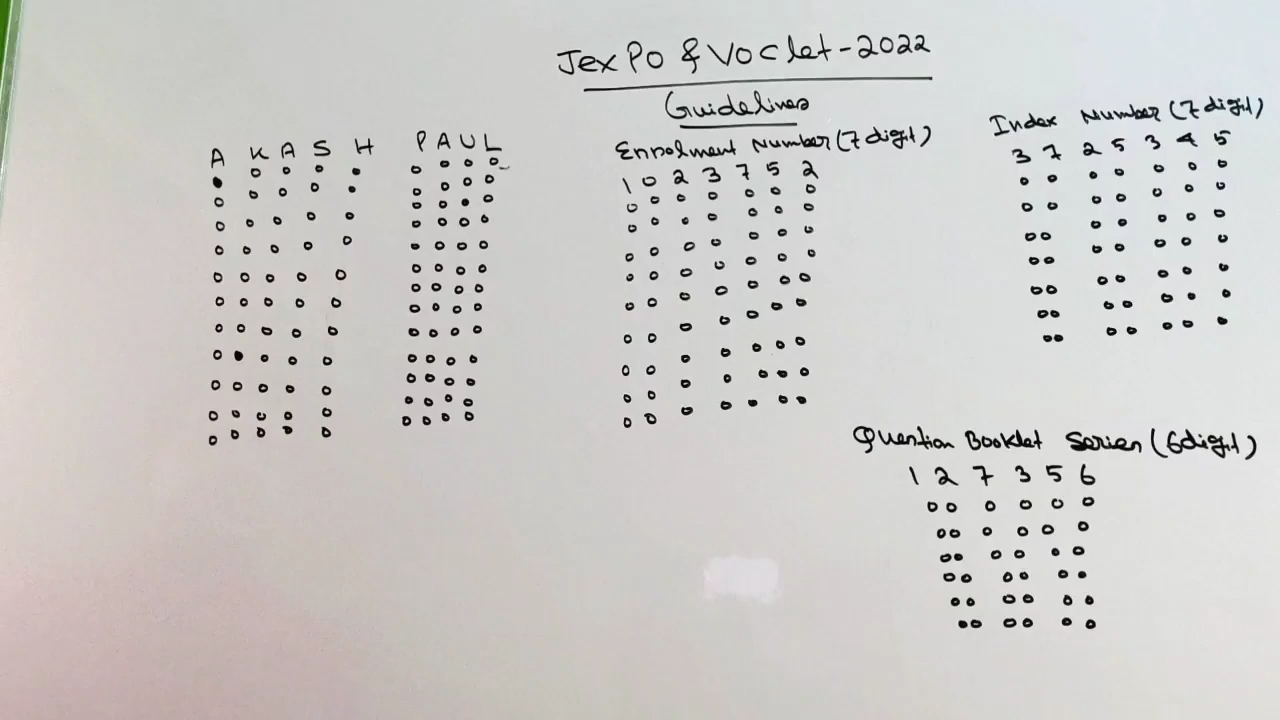 Jexpo & Voclet-2022
Guidelines
A K A S H P A U L
Enrolment Number (7 digit)
1 0 2 3 7 5 2
Index Number (7 digit)
3 7 2 5 3 4 5
Question Booklet Series (6 digit)
1 2 7 3 5 6